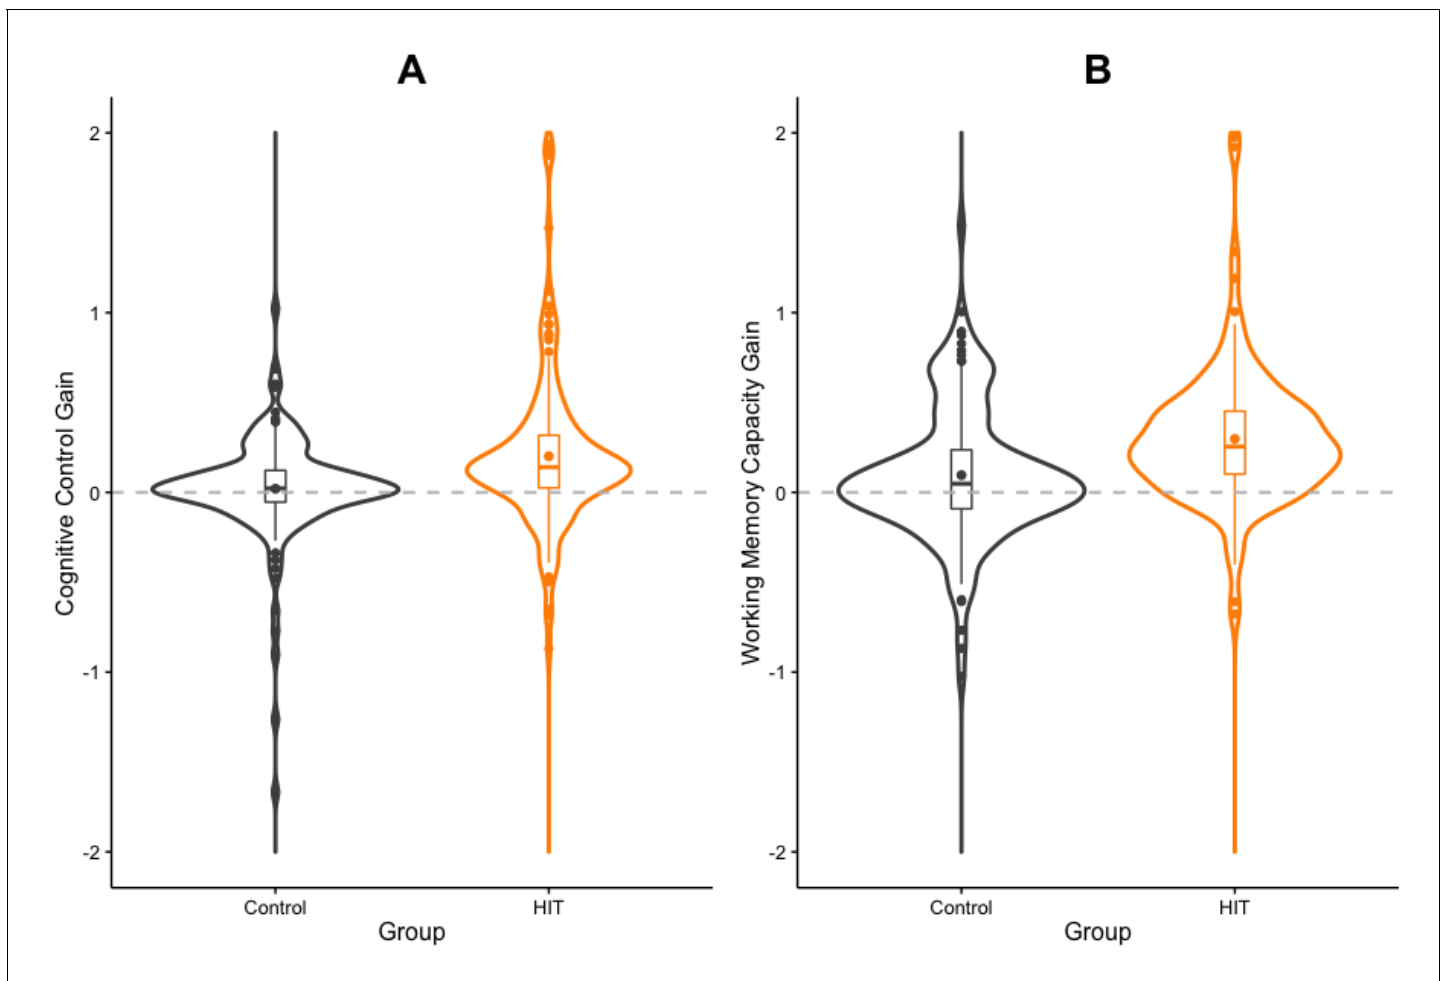 A
Cognitive Control Gain
2
1
0
-1
-2
Control
HIT
Group
B
Working Memory Capacity Gain
2
1
0
-1
-2
Control
HIT
Group